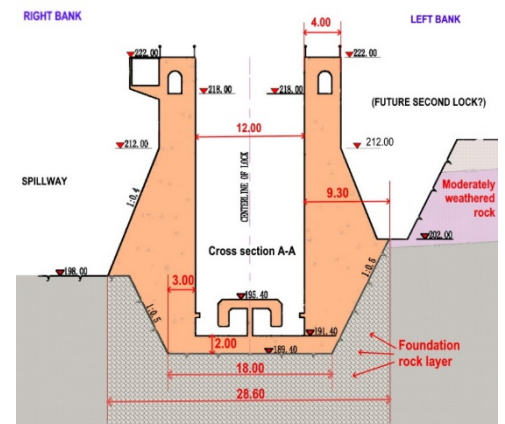 RIGHT BANK
LEFT BANK
4.00
222.00
222.00
218.00
218.00
(FUTURE SECOND LOCK?)
12.00
212.00
212.00
CENTERLINE OF LOCK
9.30
SPILLWAY
1:0.4
Moderately
weathered
rock
Cross section A-A
202.00
198.00
3.00
1:0.5
1:0.5
195.40
191.40
2.00
189.40
Foundation
rock layer
18.00
28.60